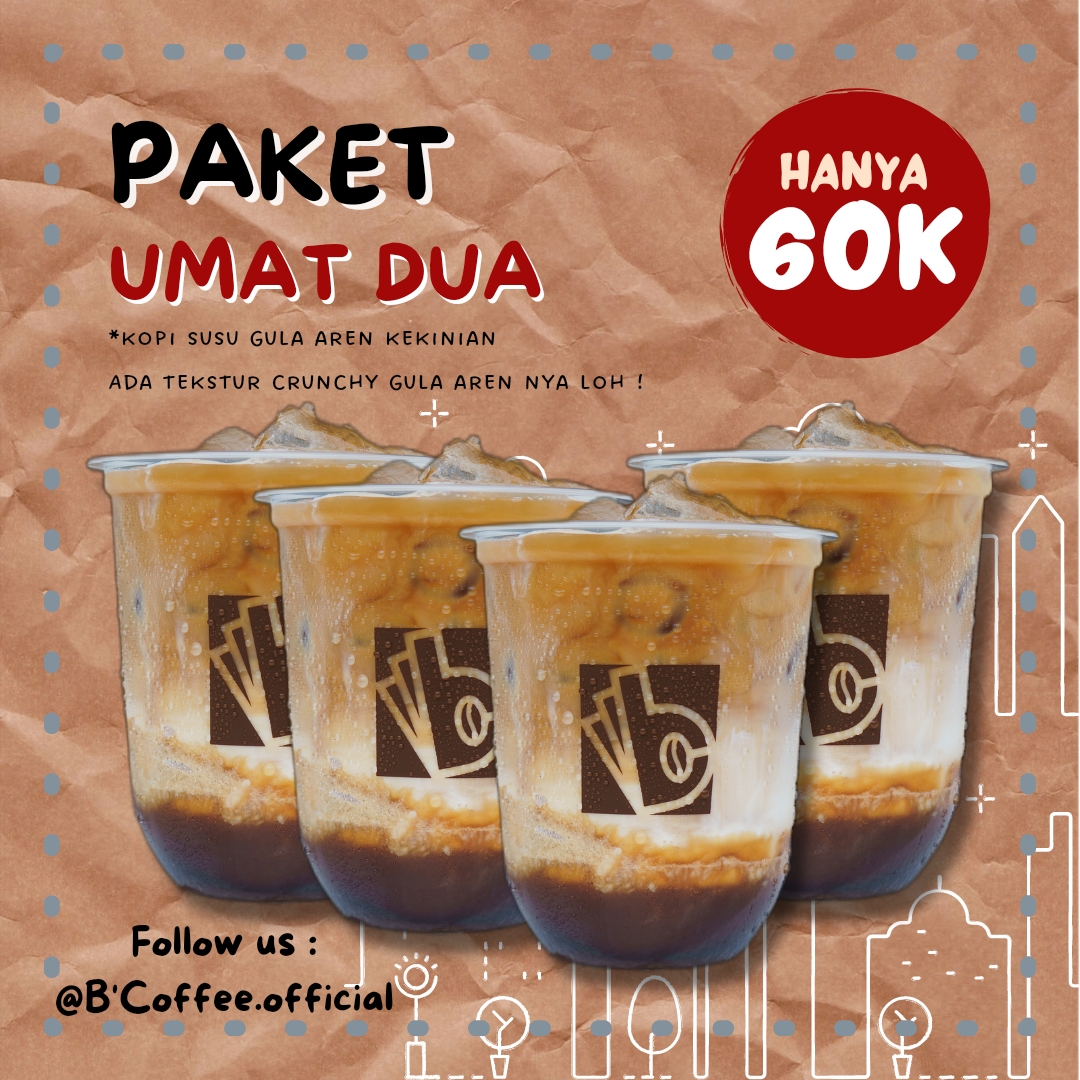 PAKET
UMAT DUA
*KOPI SUSU GULA AREN KEKINIAN
ADA TEKSTUR CRUNCHY GULA AREN NYA LOH !
HANYA
60K
Follow us :
@B'Coffee.official